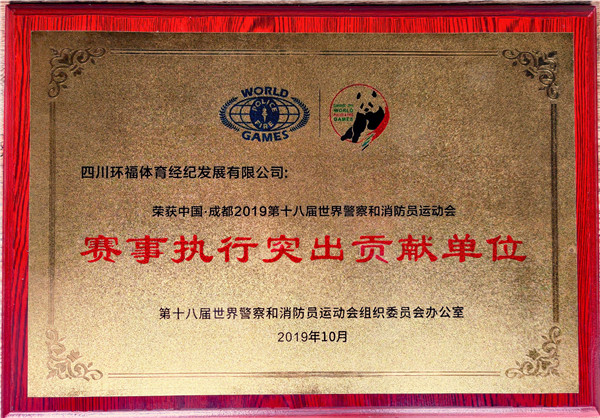 WORLD
POLICE
FIRE
GAMES
四川环福体育经纪发展有限公司:
荣获中国·成都2019第十八届世界警察和消防员运动会
赛事执行突出贡献单位
第十八届世界警察和消防员运动会组织委员会办公室
2019年10月